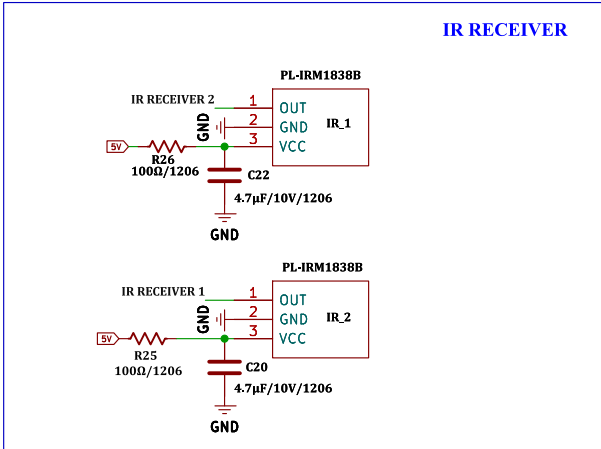 IR RECEIVER
PL-IRM1838B
IR RECEIVER 2
1
OUT
GND
2
GND
IR_1
5V
3
VCC
R26
100Ω/1206
C22
4.7µF/10V/1206
GND
PL-IRM1838B
IR RECEIVER 1
1
OUT
GND
2
GND
IR_2
5V
3
VCC
R25
100Ω/1206
C20
4.7µF/10V/1206
GND